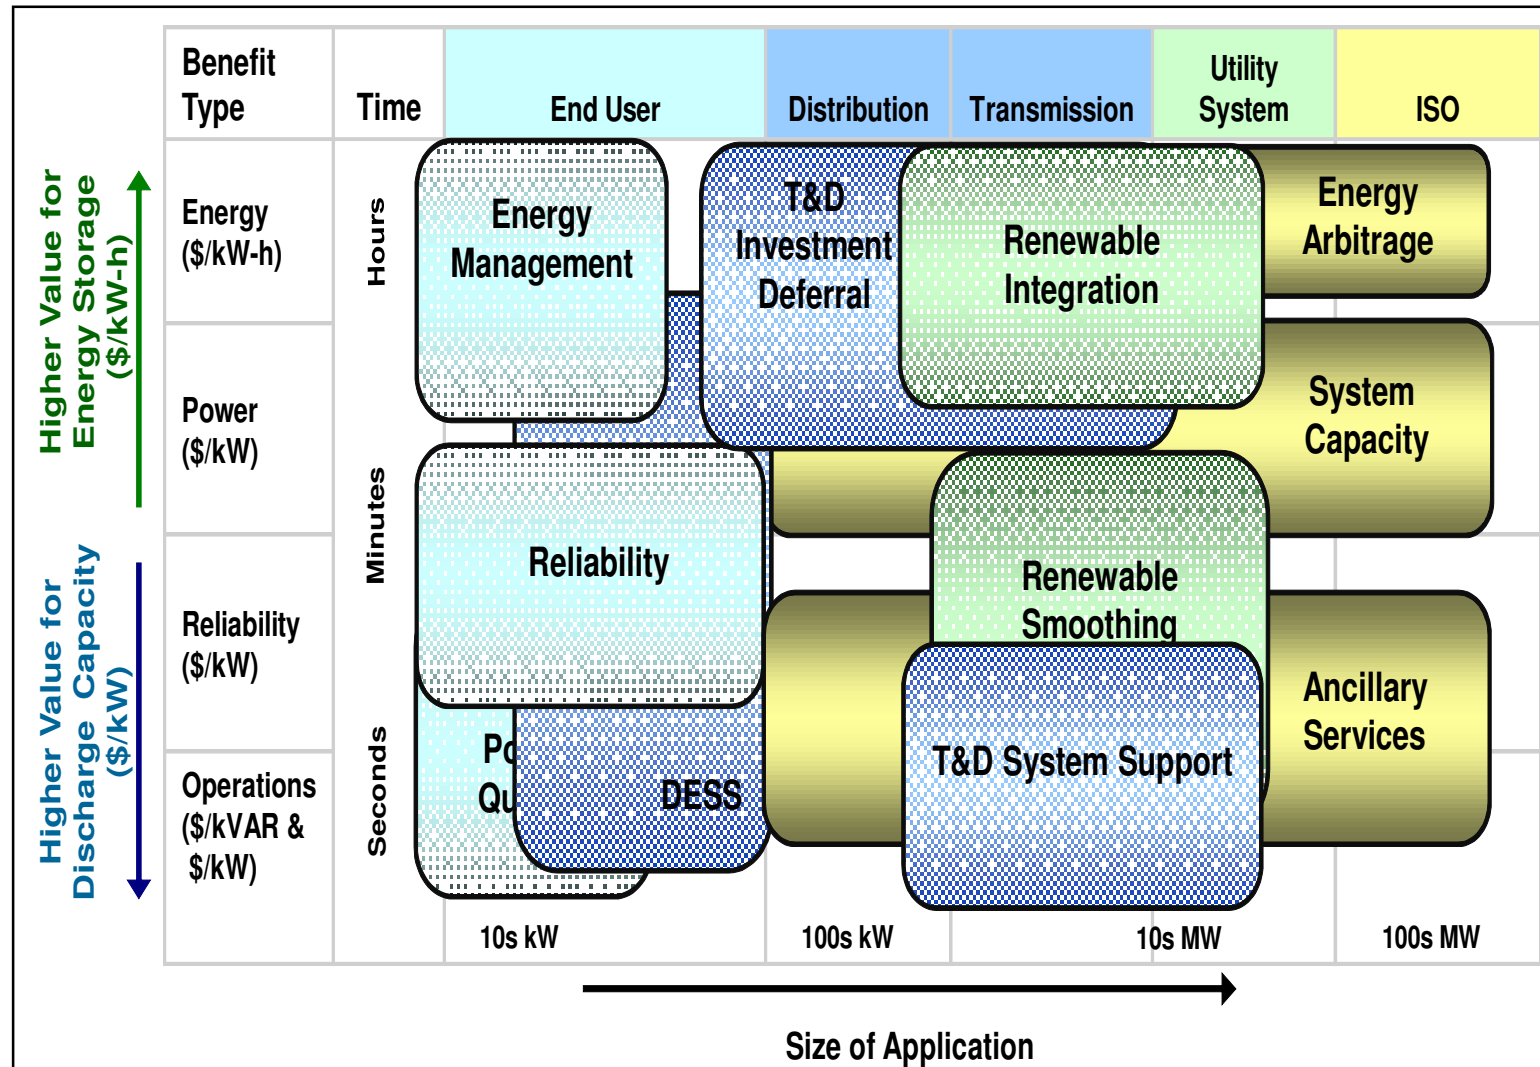 Benefit
Type
Time
End User
Distribution
Transmission
Utility
System
ISO
Higher Value for
Energy Storage
($/kW-h)
Higher Value for
Discharge Capacity
($/kW)
Energy
($/kW-h)
Power
($/kW)
Reliability
($/kW)
Operations
($/kVAR &
$/kW)
Hours
Minutes
Seconds
Energy
Management
T&D
Investment
Deferral
Renewable
Integration
Energy
Arbitrage
System
Capacity
Reliability
Renewable
Smoothing
Ancillary
Services
Po
Qu
DESS
T&D System Support
10s kW
100s kW
10s MW
100s MW
Size of Application